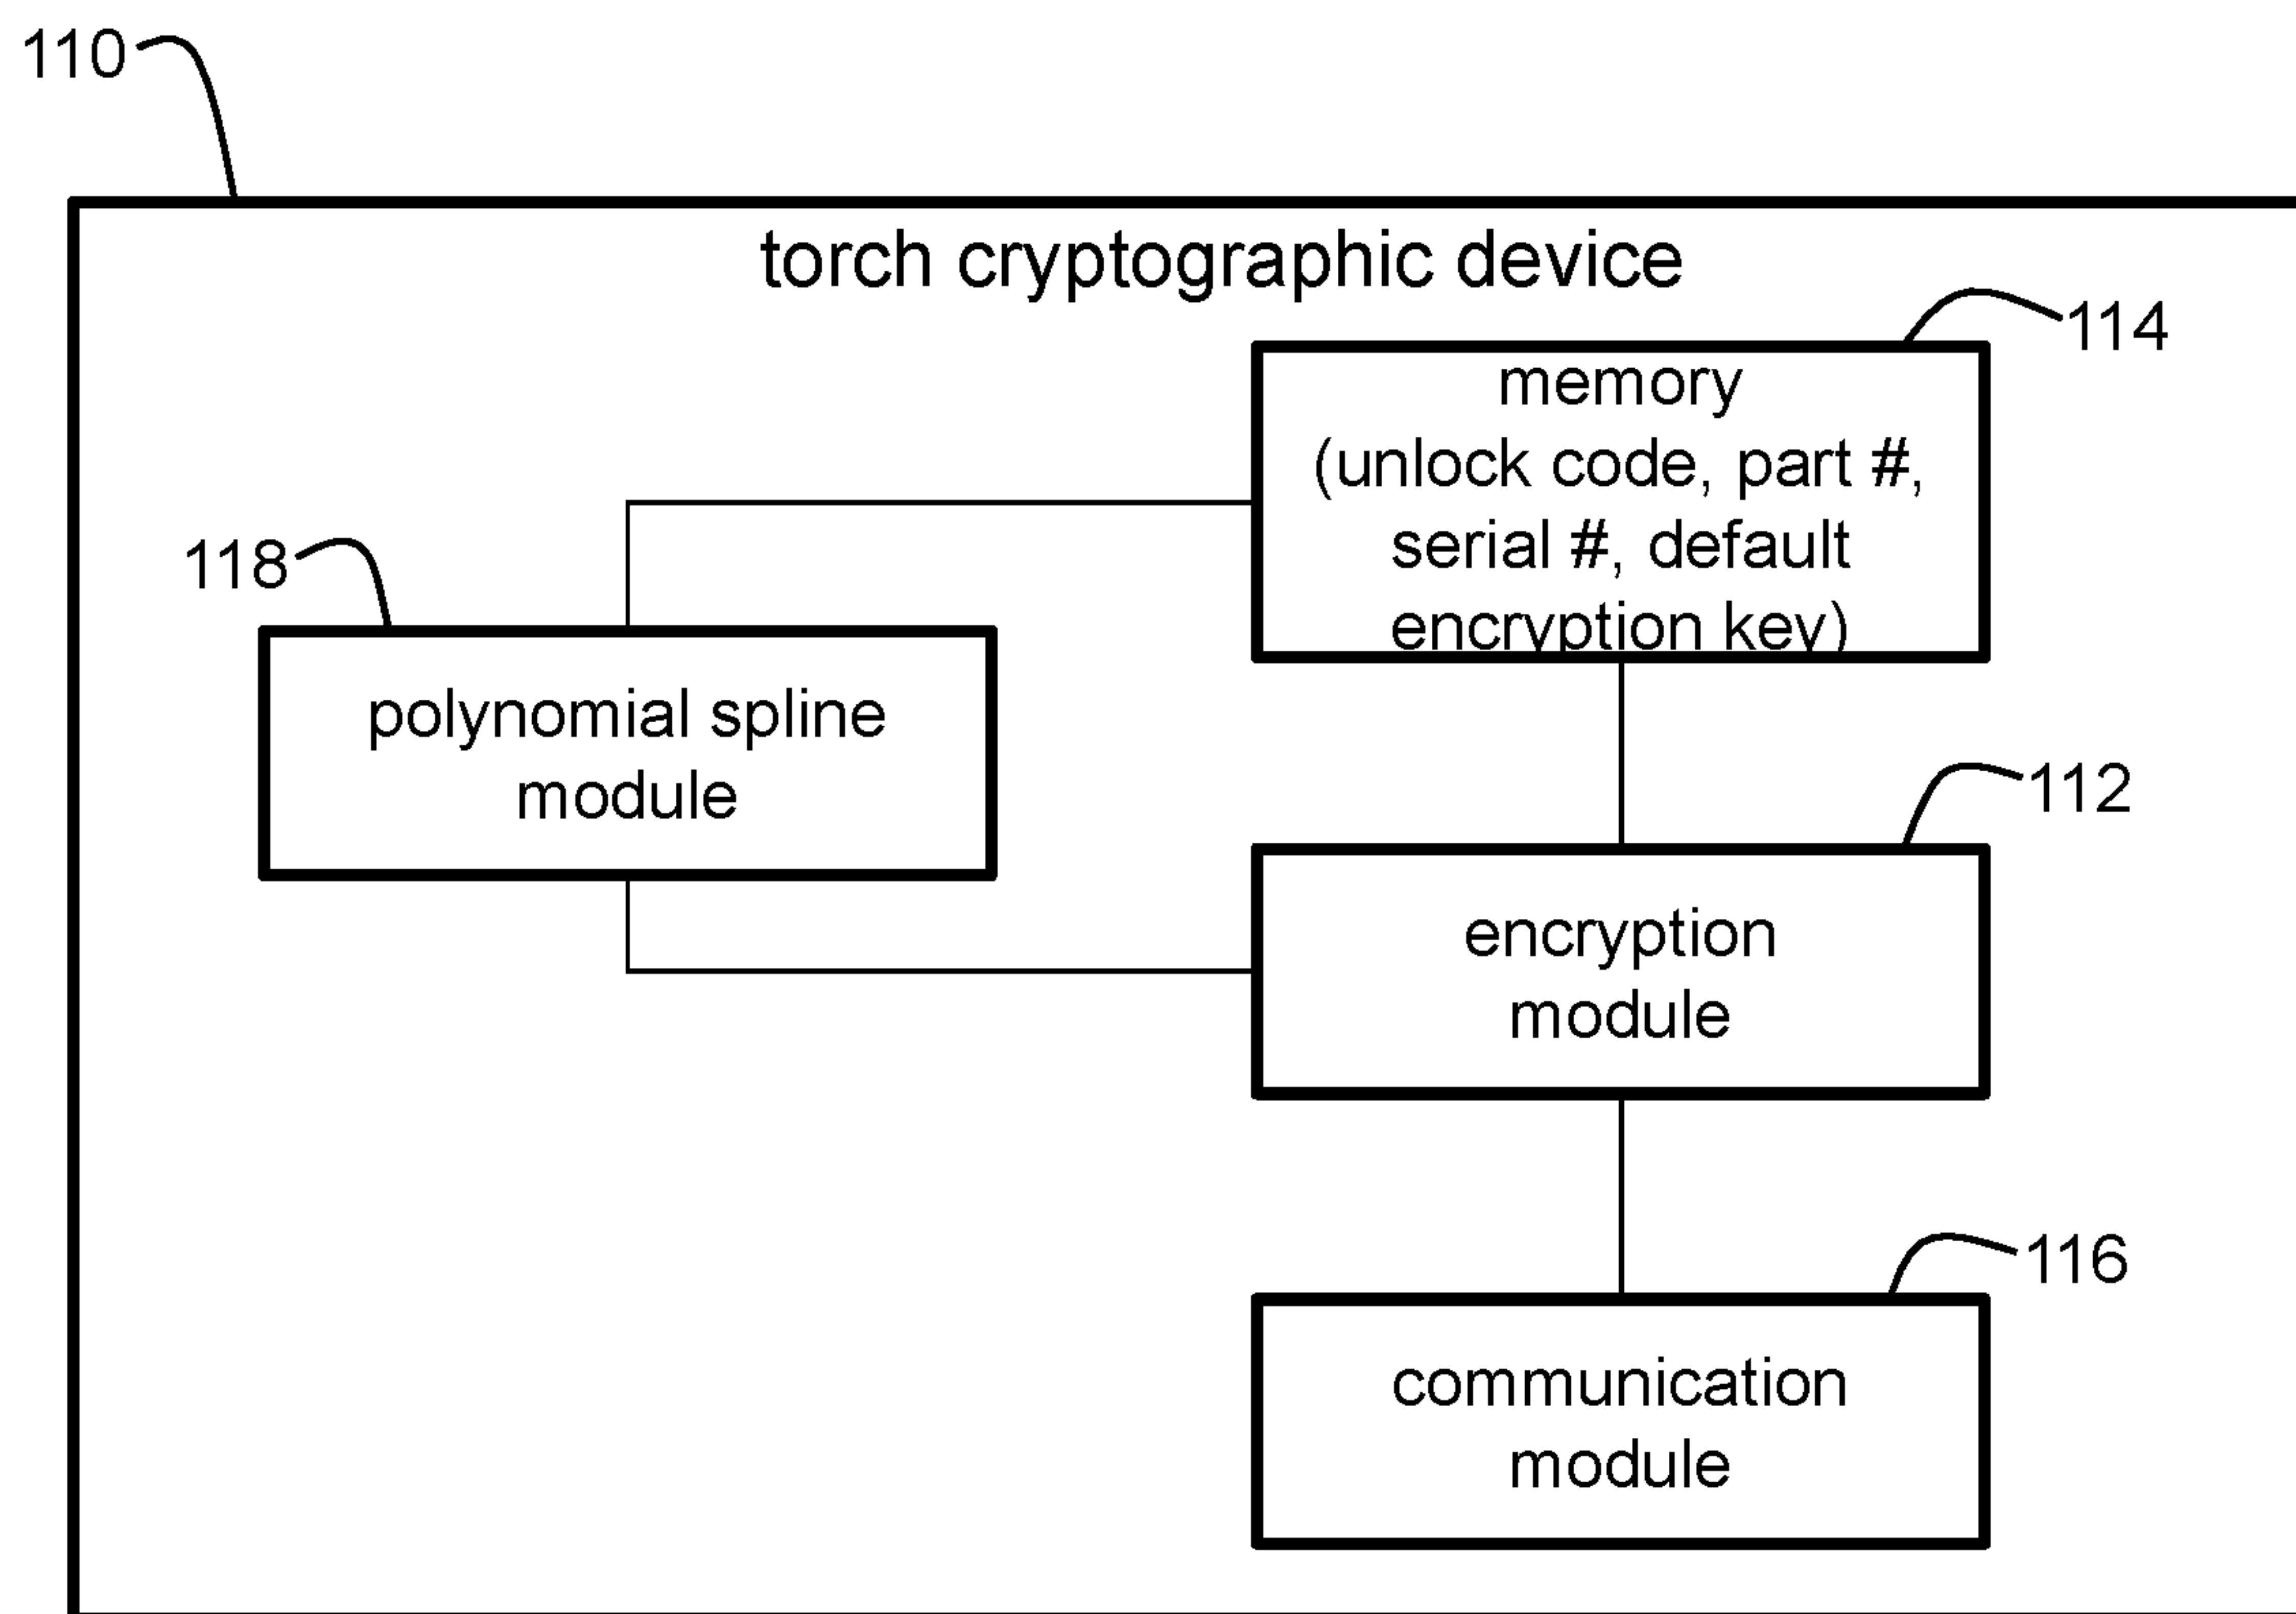 110
torch cryptographic device
114
memory
(unlock code, part #,
serial #, default
encryption key)
118
polynomial spline
module
112
encryption
module
116
communication
module